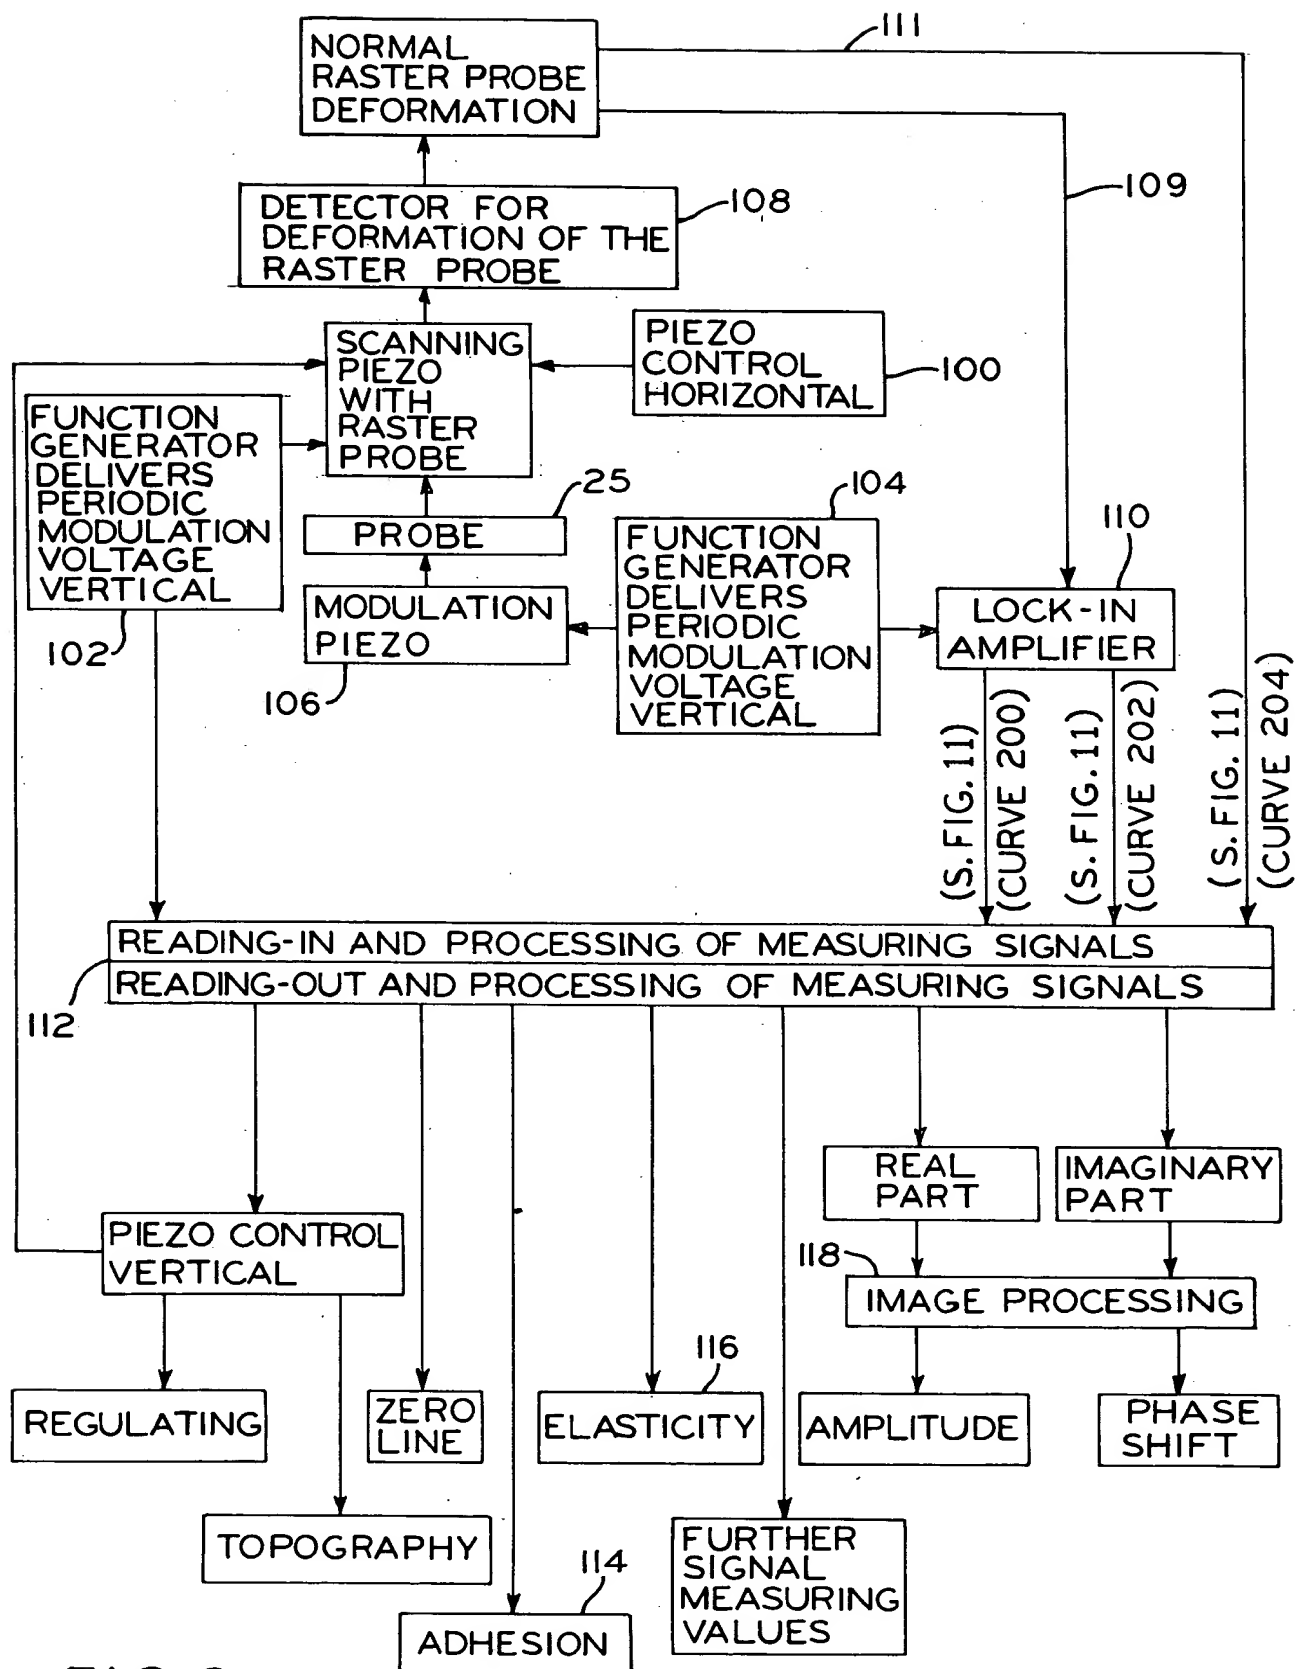 111
NORMAL
RASTER PROBE
DEFORMATION
109
108
DETECTOR FOR
DEFORMATION OF THE
RASTER PROBE
SCANNING
PIEZO
WITH
RASTER
PROBE
PIEZO
CONTROL
HORIZONTAL
100
FUNCTION
GENERATOR
DELIVERS
PERIODIC
MODULATION
VOLTAGE
VERTICAL
102
25
PROBE
MODULATION
PIEZO
106
104
FUNCTION
GENERATOR
DELIVERS
PERIODIC
MODULATION
VOLTAGE
VERTICAL
110
LOCK-IN
AMPLIFIER
(S. FIG. 11)
(CURVE 200)
(S. FIG. 11)
(CURVE 202)
(S. FIG. 11)
(CURVE 204)
READING-IN AND PROCESSING OF MEASURING SIGNALS
READING-OUT AND PROCESSING OF MEASURING SIGNALS
112
REAL
PART
IMAGINARY
PART
PIEZO CONTROL
VERTICAL
118
IMAGE PROCESSING
REGULATING
ZERO
LINE
116
ELASTICITY
AMPLITUDE
PHASE
SHIFT
TOPOGRAPHY
FURTHER
SIGNAL
MEASURING
VALUES
114
ADHESION